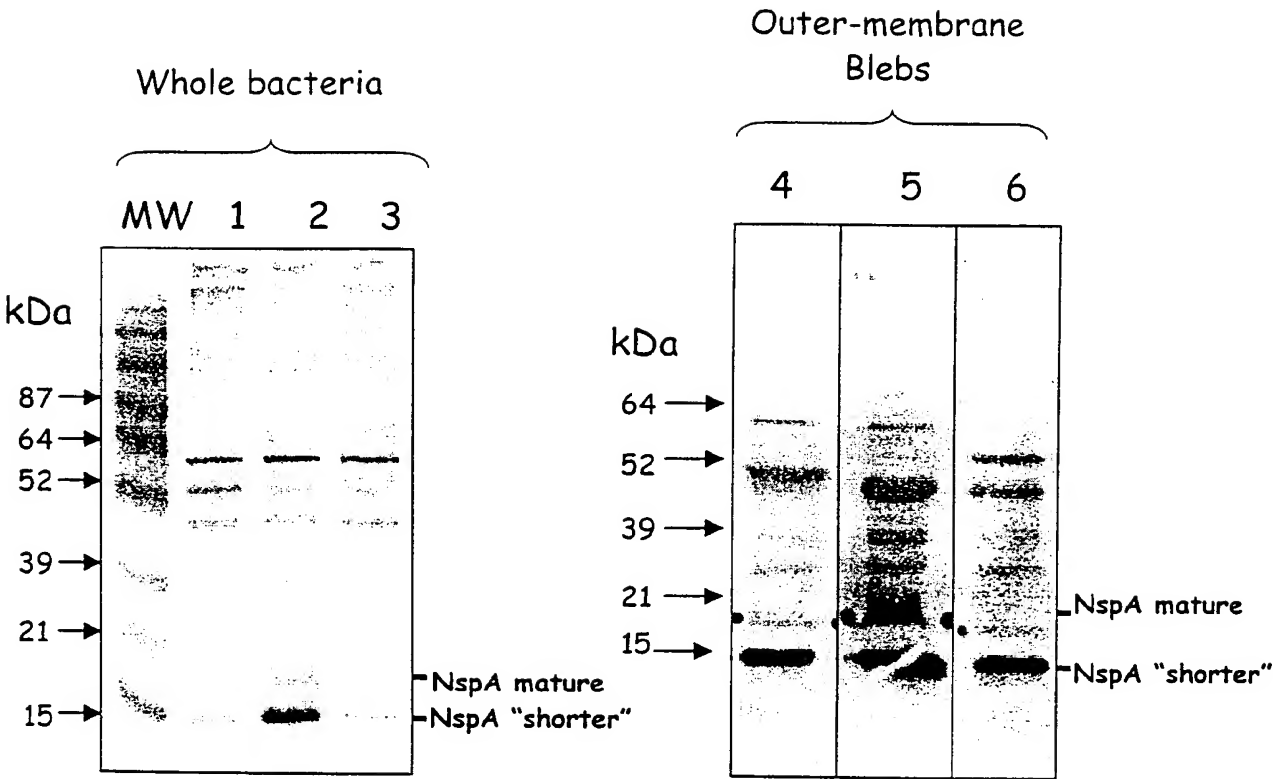 Whole bacteria
MW 1 2 3
kDa
87
64
52
39
21
15
NspA mature
NspA “shorter”
Outer-membrane
Blebs
4 5 6
kDa
64
52
39
21
15
NspA mature
NspA “shorter”